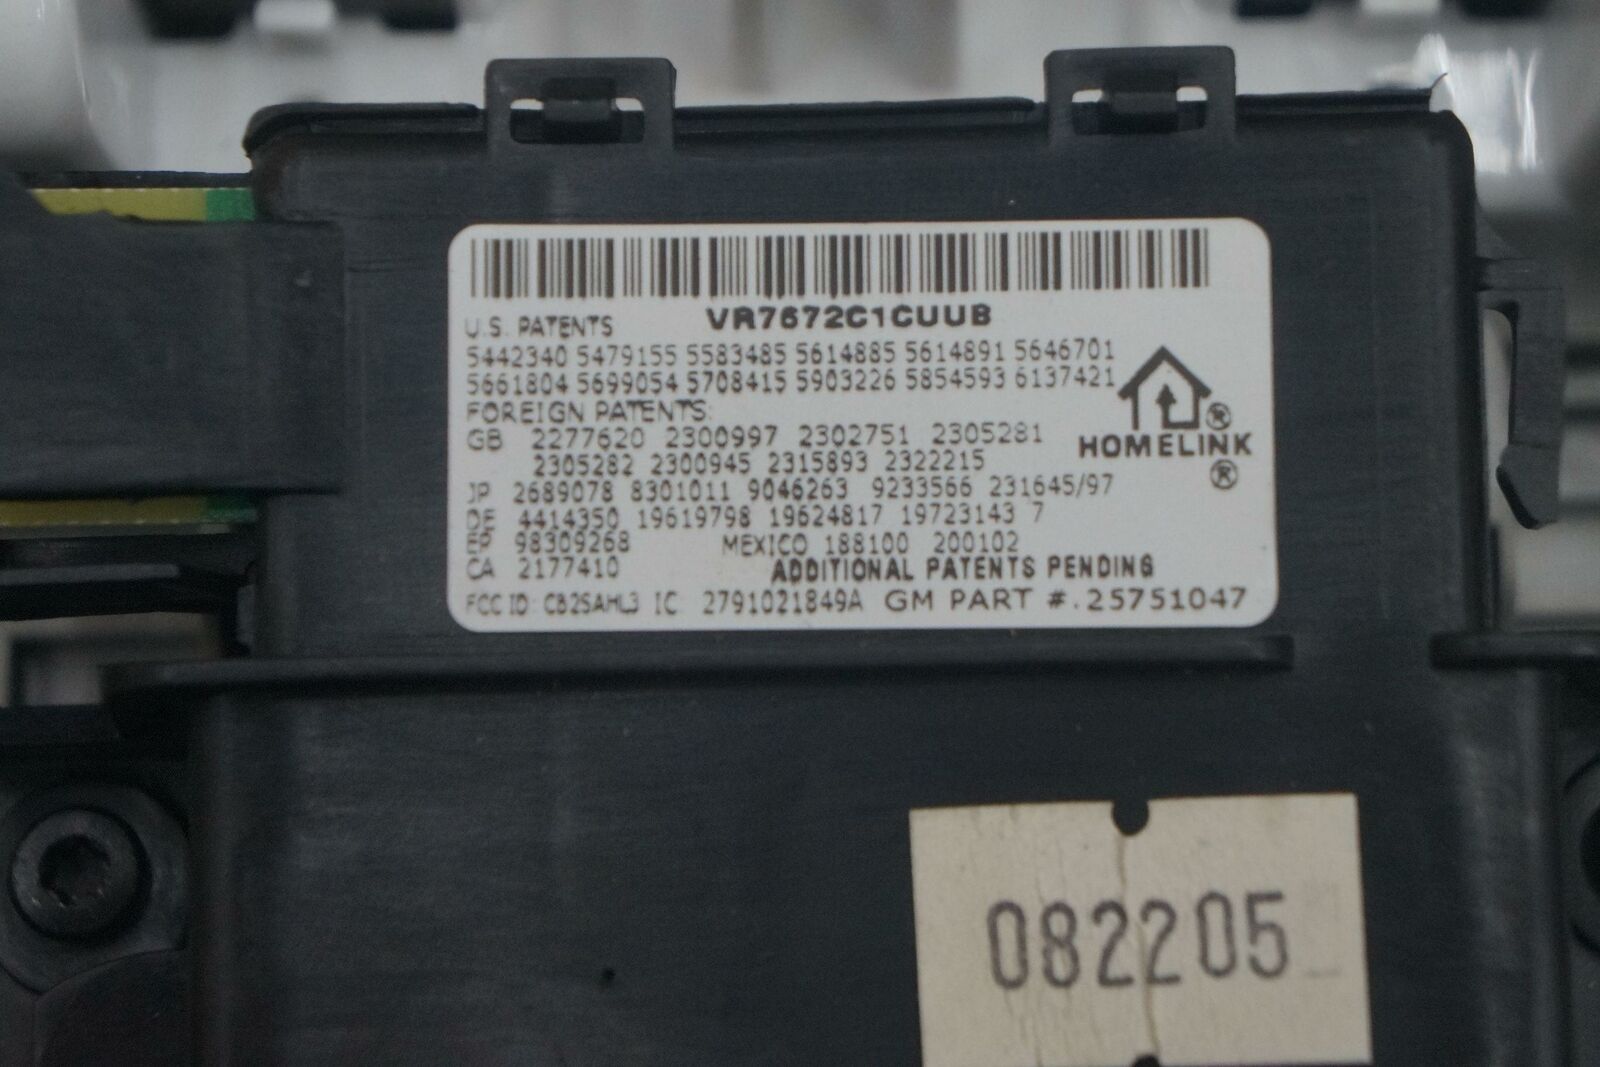 VR7672C1CUUB
U.S. PATENTS
5442340 5479155 5583485 5614885 5614891 5646701
5661804 5699054 5708415 5903226 5854593 6137421
FOREIGN PATENTS:
GB 2277620 2300997 2302751 2305281
2305282 2300945 2315893 2322215
JP 2689078 8301011 9046263 9233566 231645/97
DE 4414350 19619798 19624817 19723143 7
EP 98309268 MEXICO 188100 200102
CA 2177410 ADDITIONAL PATENTS PENDING
FCC ID: CB2SAHL3 IC 2791021849A GM PART #. 25751047
®
HOMELINK
®
082205